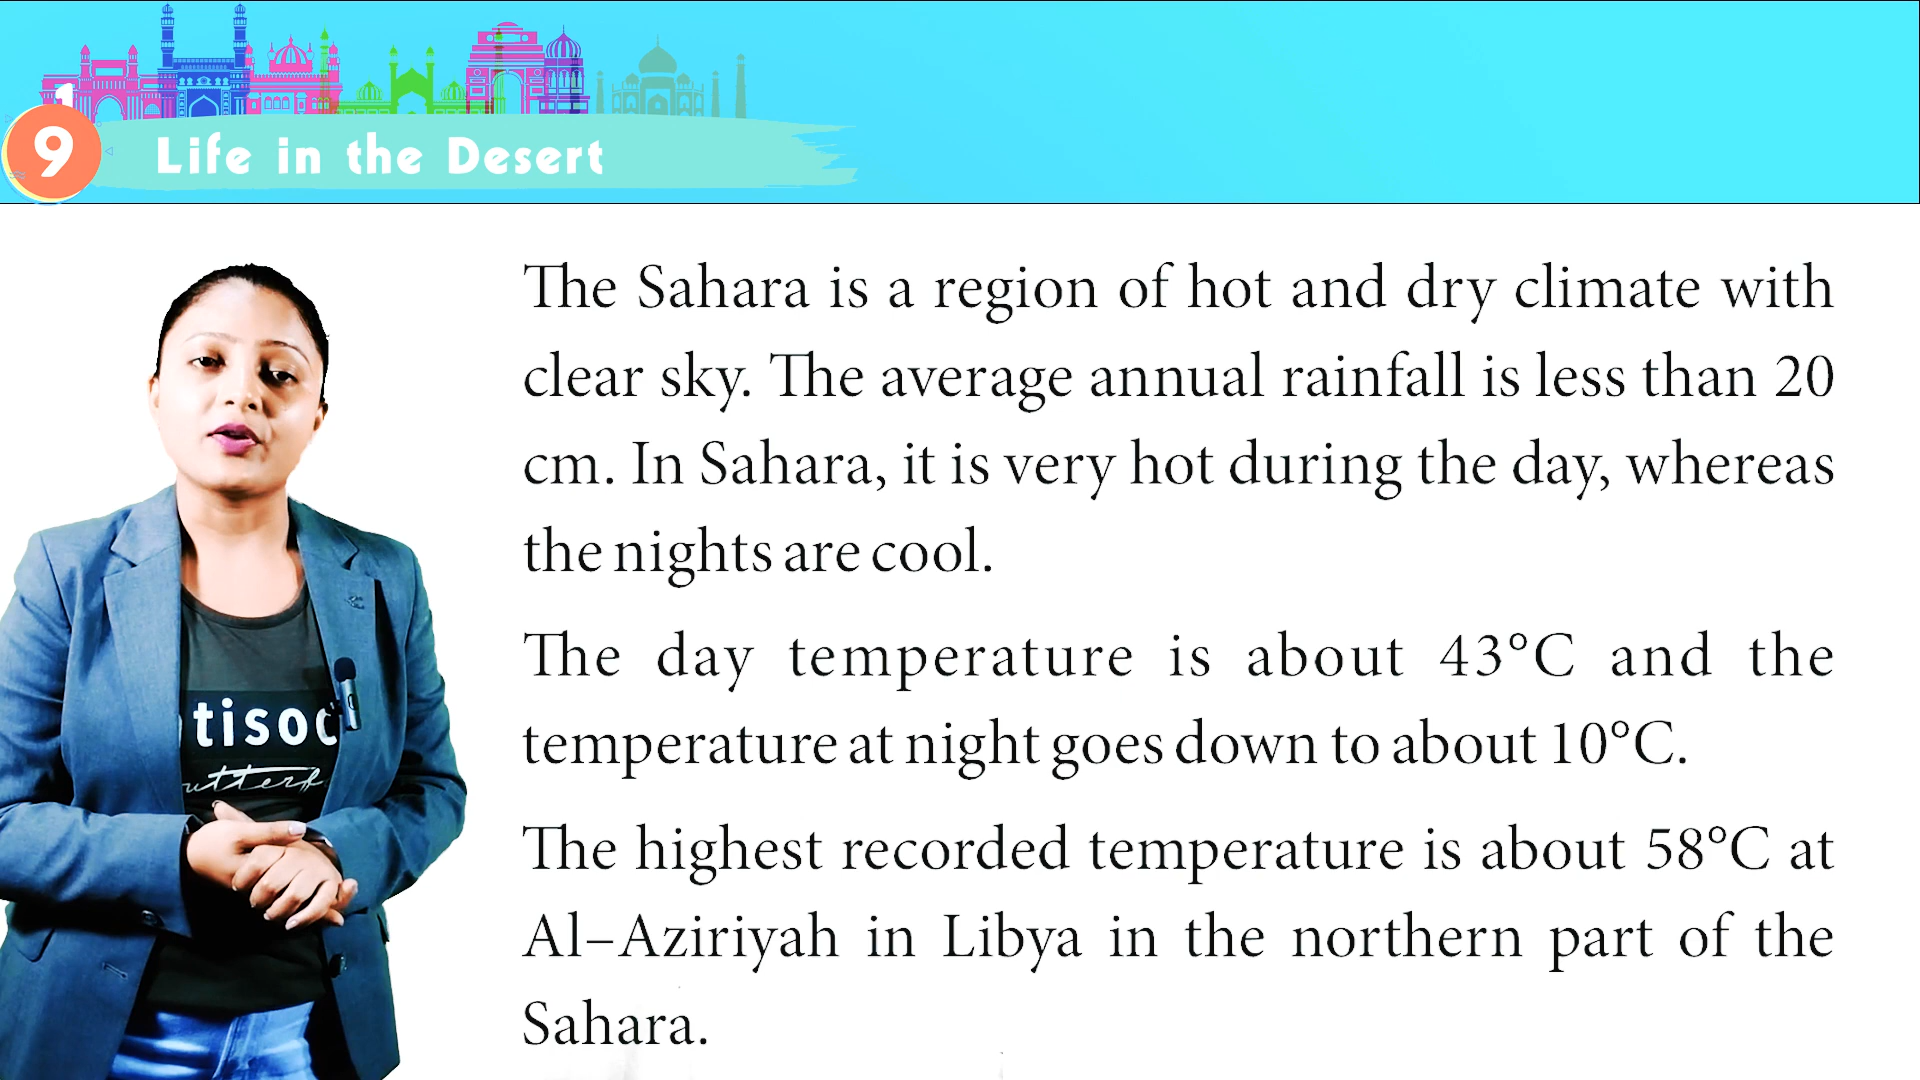 9 Life in the Desert
The Sahara is a region of hot and dry climate with
clear sky. The average annual rainfall is less than 20
cm. In Sahara, it is very hot during the day, whereas
the nights are cool.
The day temperature is about 43°C and the
temperature at night goes down to about 10°C.
The highest recorded temperature is about 58°C at
Al–Aziriyah in Libya in the northern part of the
Sahara.
tisoc
utterf